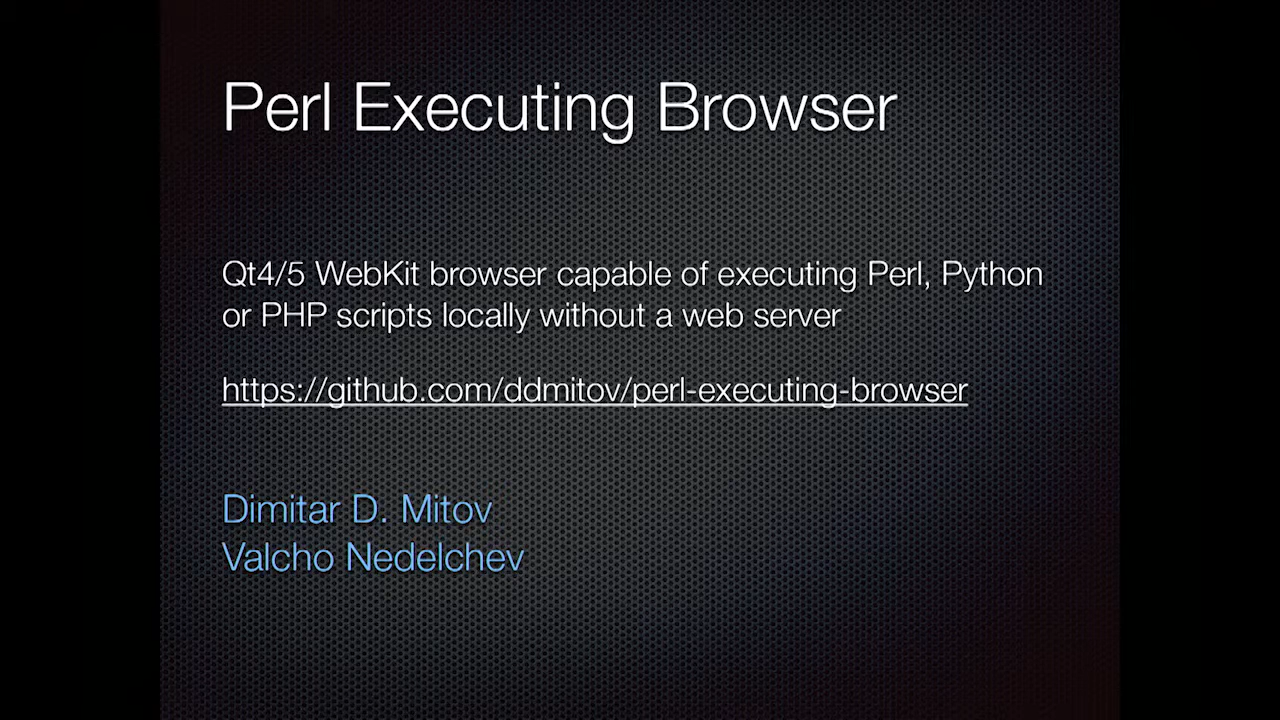 Perl Executing Browser
Qt4/5 WebKit browser capable of executing Perl, Python
or PHP scripts locally without a web server
https://github.com/ddmitov/perl-executing-browser
Dimitar D. Mitov
Valcho Nedelchev